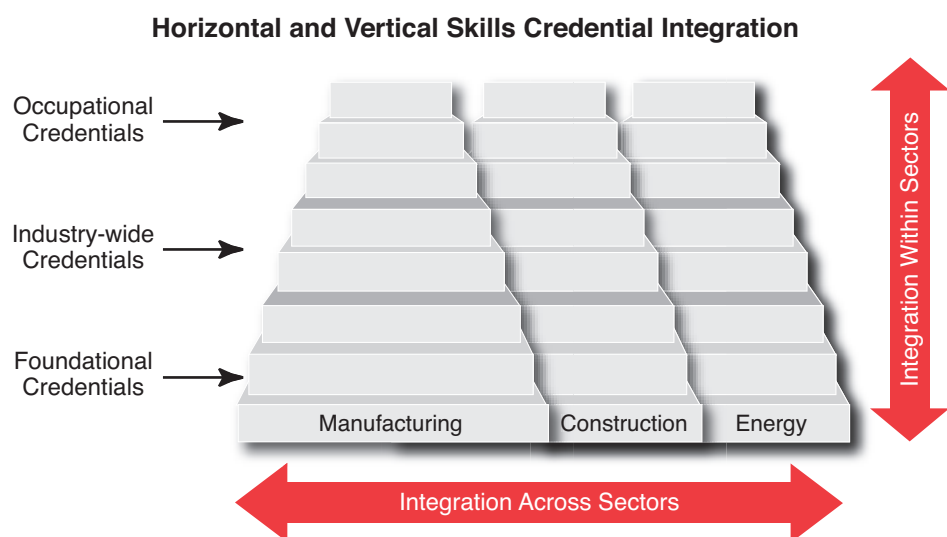 Horizontal and Vertical Skills Credential Integration
Occupational
Credentials
Industry-wide
Credentials
Foundational
Credentials
Manufacturing
Construction
Energy
Integration Within Sectors
Integration Across Sectors